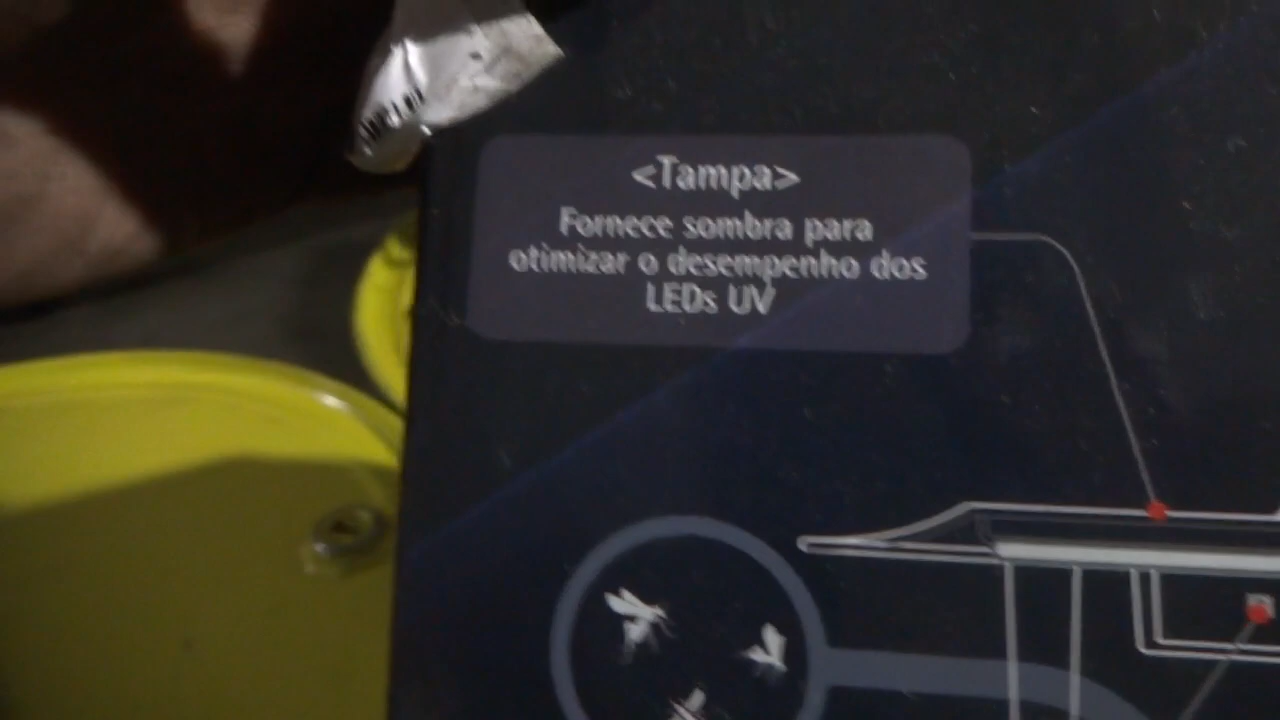 <Tampa>
Fornece sombra para
otimizar o desempenho dos
LEDs UV